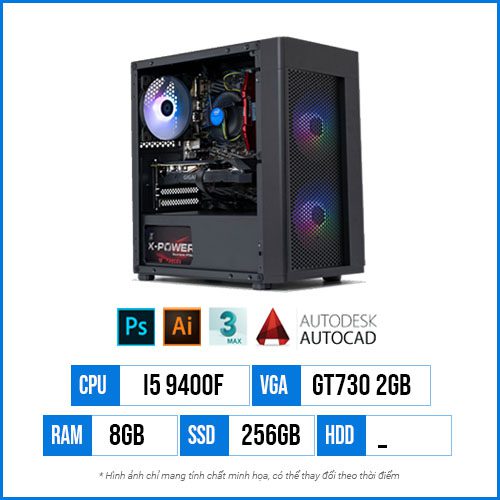 GIGAB
X-POWER
Ps
Ai
3
MAX
AUTODESK
AUTOCAD
CPU I5 9400F VGA GT730 2GB
RAM 8GB SSD 256GB HDD _
* Hình ảnh chỉ mang tính chất minh họa, có thể thay đổi theo thời điểm